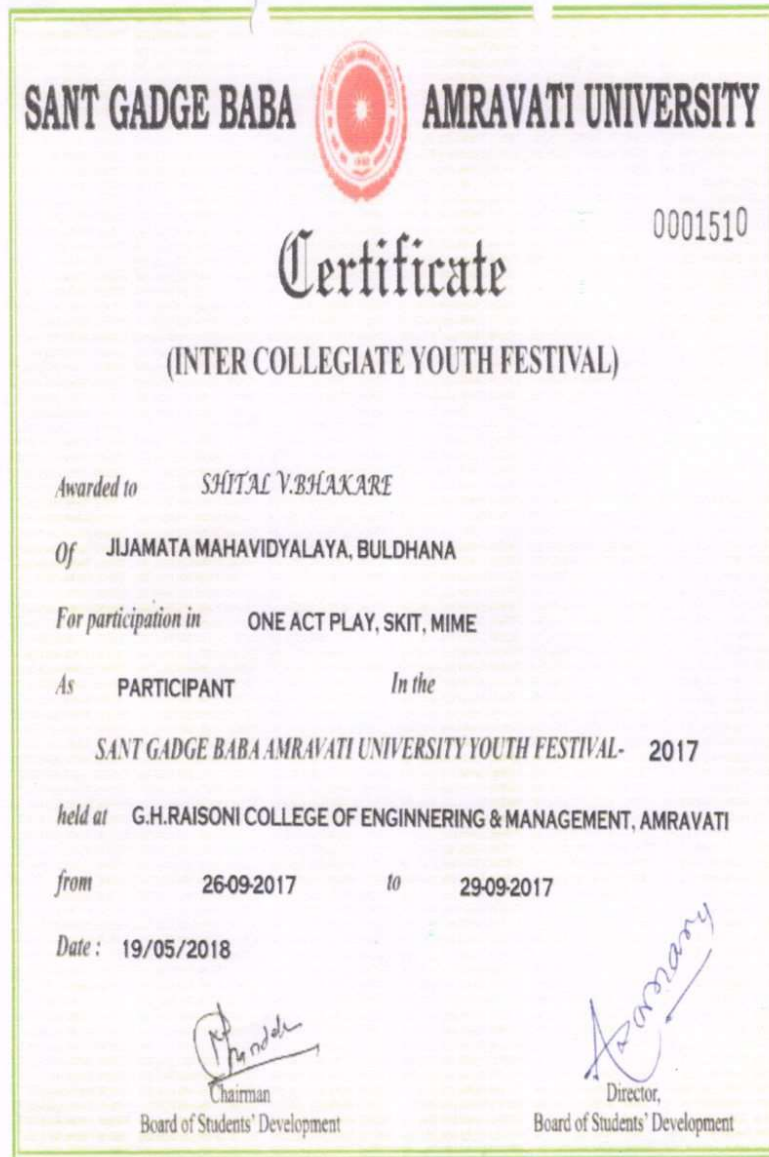 SANT GADGE BABA AMRAVATI UNIVERSITY
0001510
Certificate
(INTER COLLEGIATE YOUTH FESTIVAL)
Awarded to SHITAL V.BHAKARE
Of JIJAMATA MAHAVIDYALAYA, BULDHANA
For participation in ONE ACT PLAY, SKIT, MIME
As PARTICIPANT In the
SANT GADGE BABA AMRAVATI UNIVERSITY YOUTH FESTIVAL- 2017
held at G.H.RAISONI COLLEGE OF ENGINNERING & MANAGEMENT, AMRAVATI
from 26-09-2017 to 29-09-2017
Date : 19/05/2018
Chairman
Board of Students' Development
Director,
Board of Students' Development